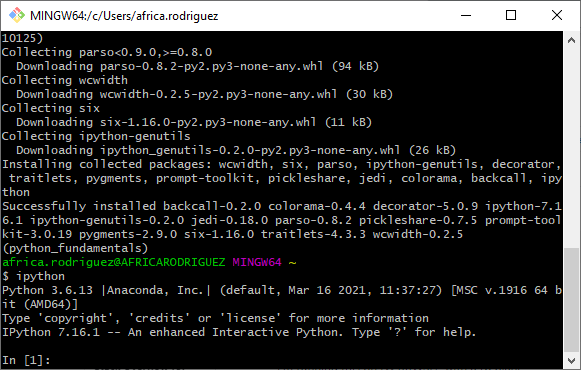 MINGW64:/c/Users/africa.rodriguez
10125)
Collecting parso<0.9.0,>=0.8.0
  Downloading parso-0.8.2-py2.py3-none-any.whl (94 kB)
Collecting wcwidth
  Downloading wcwidth-0.2.5-py2.py3-none-any.whl (30 kB)
Collecting six
  Downloading six-1.16.0-py2.py3-none-any.whl (11 kB)
Collecting ipython-genutils
  Downloading ipython_genutils-0.2.0-py2.py3-none-any.whl (26 kB)
Installing collected packages: wcwidth, six, parso, ipython-genutils, decorator,
 traitlets, pygments, prompt-toolkit, pickleshare, jedi, colorama, backcall, ipy
thon
Successfully installed backcall-0.2.0 colorama-0.4.4 decorator-5.0.9 ipython-7.1
6.1 ipython-genutils-0.2.0 jedi-0.18.0 parso-0.8.2 pickleshare-0.7.5 prompt-tool
kit-3.0.19 pygments-2.9.0 six-1.16.0 traitlets-4.3.3 wcwidth-0.2.5
(python_fundamentals)
africa.rodriguez@AFRICARODRIGUEZ MINGW64 ~
$ ipython
Python 3.6.13 |Anaconda, Inc.| (default, Mar 16 2021, 11:37:27) [MSC v.1916 64 b
it (AMD64)]
Type 'copyright', 'credits' or 'license' for more information
IPython 7.16.1 -- An enhanced Interactive Python. Type '?' for help.
In [1]: